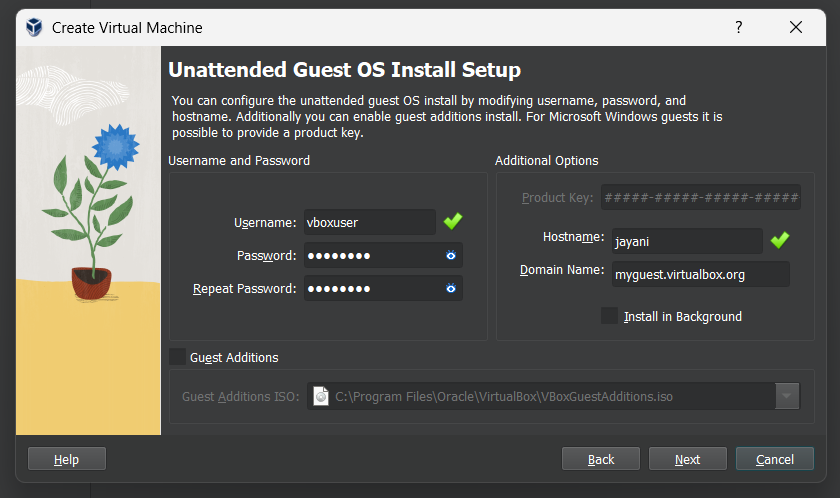 Create Virtual Machine
?
Unattended Guest OS Install Setup
You can configure the unattended guest OS install by modifying username, password, and
hostname. Additionally you can enable guest additions install. For Microsoft Windows guests it is
possible to provide a product key.
Username and Password
Username: vboxuser
Password: ●●●●●●●●
Repeat Password: ●●●●●●●●
Additional Options
Product Key: #####-#####-#####-#####
Hostname: jayani
Domain Name: myguest.virtualbox.org
Install in Background
Guest Additions
Guest Additions ISO: C:\Program Files\Oracle\VirtualBox\VBoxGuestAdditions.iso
Help Back Next Cancel